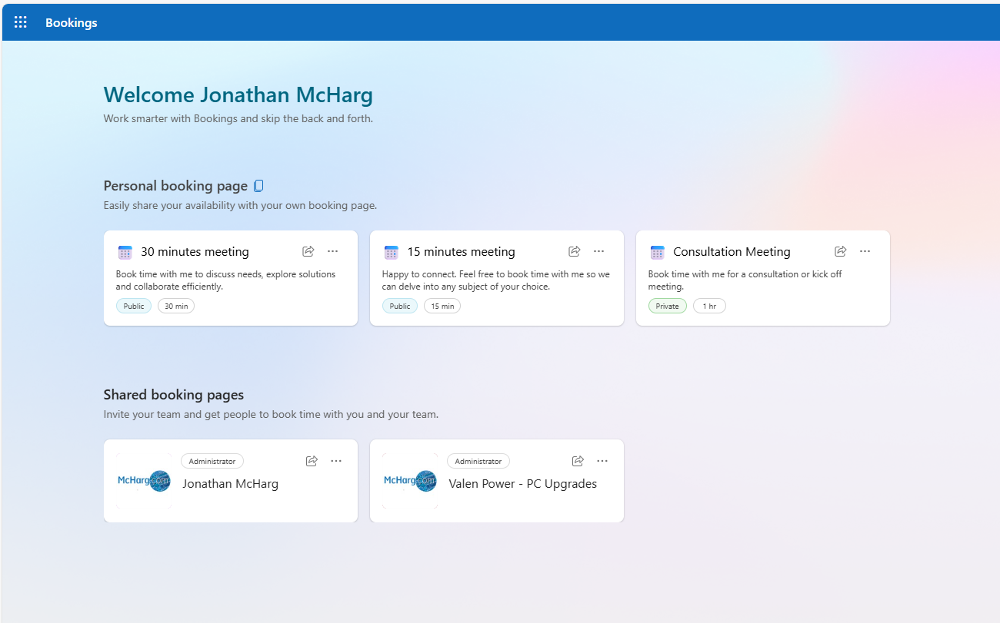 Bookings
Welcome Jonathan McHarg
Work smarter with Bookings and skip the back and forth.
Personal booking page
Easily share your availability with your own booking page.
30 minutes meeting
Book time with me to discuss needs, explore solutions
and collaborate efficiently.
Public
30 min
15 minutes meeting
Happy to connect. Feel free to book time with me so we
can delve into any subject of your choice.
Public
15 min
Consultation Meeting
Book time with me for a consultation or kick off
meeting.
Private
1 hr
Shared booking pages
Invite your team and get people to book time with you and your team.
McHarg.com
Administrator
Jonathan McHarg
McHarg.com
Administrator
Valen Power - PC Upgrades